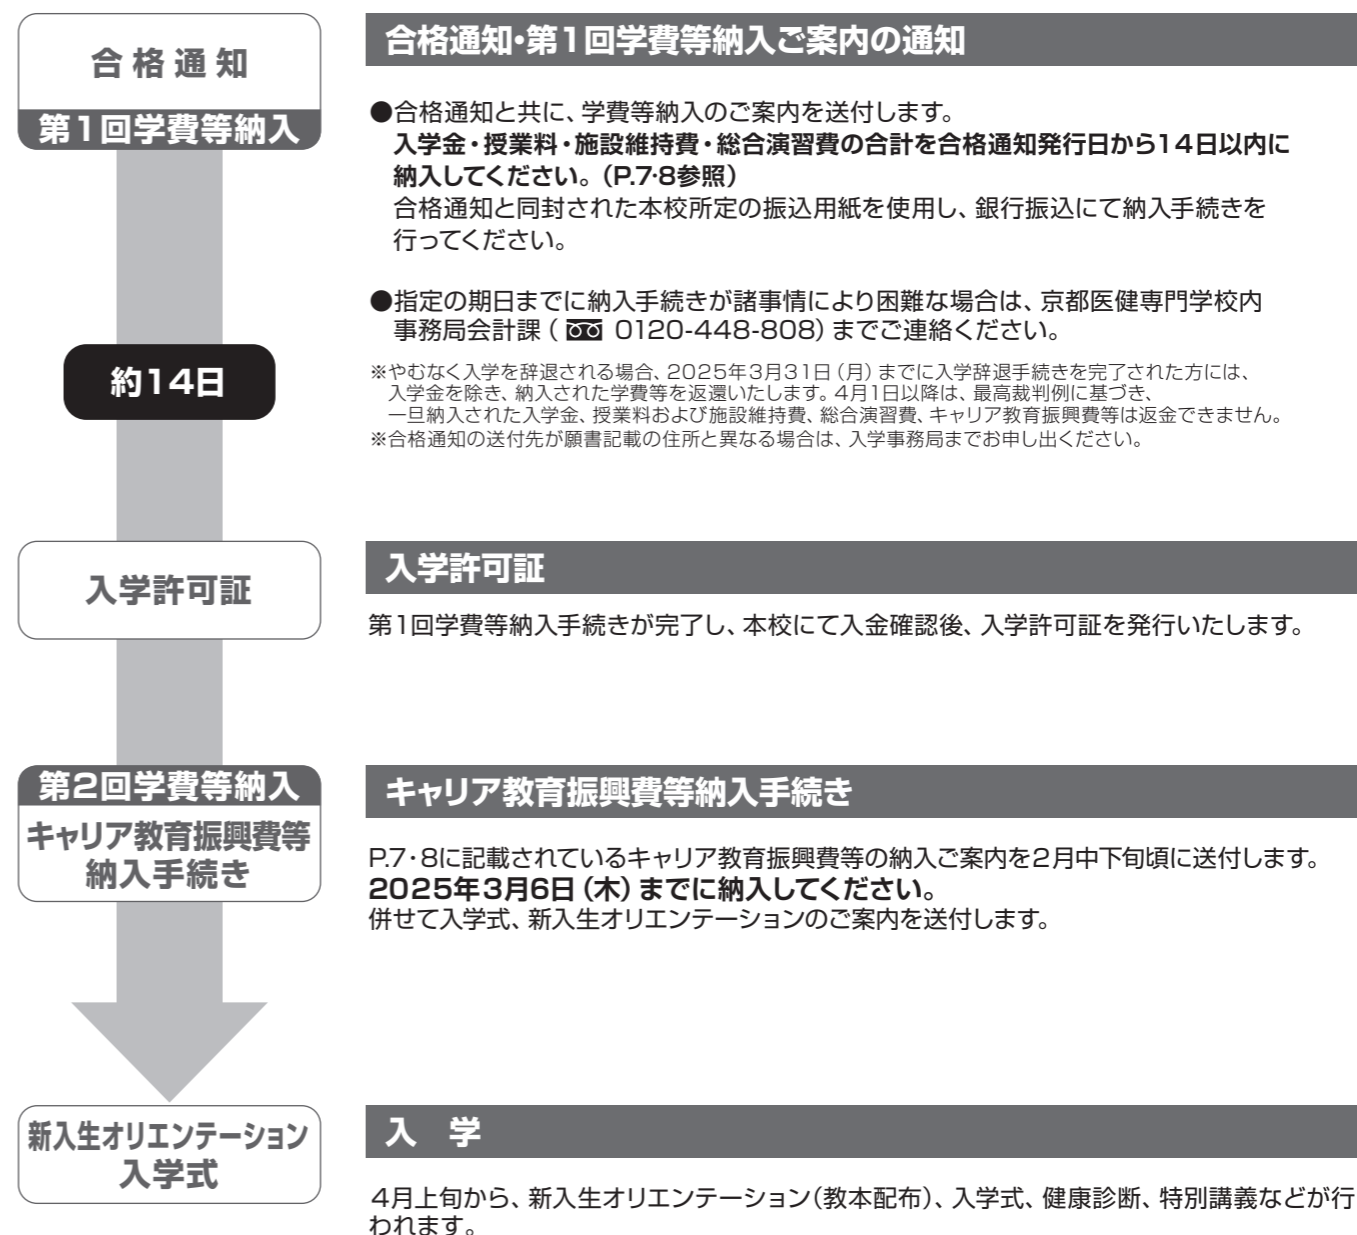 合格通知
第1回学費等納入
合格通知・第1回学費等納入ご案内の通知
●合格通知と共に、学費等納入のご案内を送付します。
入学金・授業料・施設維持費・総合演習費の合計を合格通知発行日から14日以内に
納入してください。（P.7・8参照）
合格通知と同封された本校所定の振込用紙を使用し、銀行振込にて納入手続きを
行ってください。
●指定の期日までに納入手続きが諸事情により困難な場合は、京都医健専門学校内
事務局会計課（ 0120-448-808）までご連絡ください。
約14日
※やむなく入学を辞退される場合、2025年3月31日（月）までに入学辞退手続きを完了された方には、
入学金を除き、納入された学費等を返還いたします。4月1日以降は、最高裁判例に基づき、
一旦納入された入学金、授業料および施設維持費、総合演習費、キャリア教育振興費等は返金できません。
※合格通知の送付先が願書記載の住所と異なる場合は、入学事務局までお申し出ください。
入学許可証
入学許可証
第1回学費等納入手続きが完了し、本校にて入金確認後、入学許可証を発行いたします。
第2回学費等納入
キャリア教育振興費等
納入手続き
キャリア教育振興費等納入手続き
P.7・8に記載されているキャリア教育振興費等の納入ご案内を2月中下旬頃に送付します。
2025年3月6日（木）までに納入してください。
併せて入学式、新入生オリエンテーションのご案内を送付します。
新入生オリエンテーション
入学式
入 学
4月上旬から、新入生オリエンテーション（教本配布）、入学式、健康診断、特別講義などが行
われます。